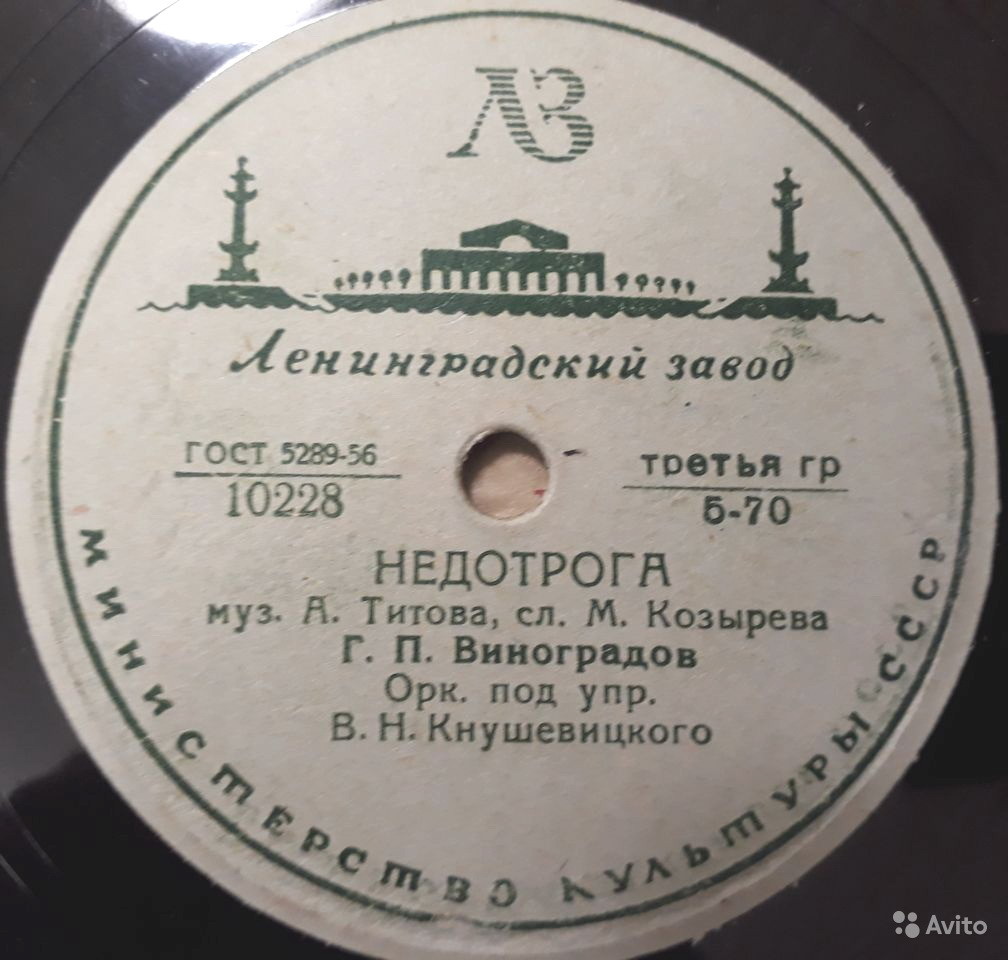 ЛЗ
Ленинградский завод
ГОСТ 5289-56
10228
третья гр
5-70
НЕДОТРОГА
муз. А. Титова, сл. М. Козырева
Г. П. Виноградов
Орк. под упр.
В. Н. Кнушевицкого
МИНИСТЕРСТВО КУЛЬТУРЫ СССР
Avito